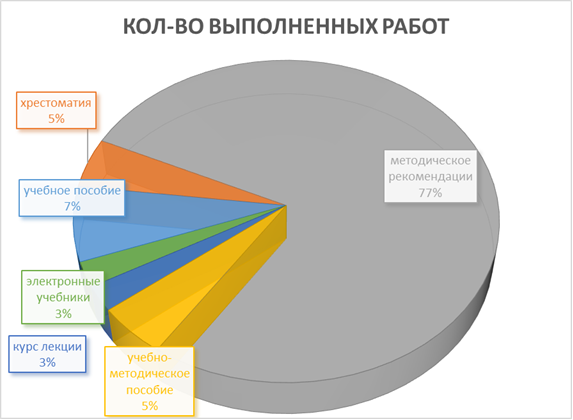 КОЛ-ВО ВЫПОЛНЕННЫХ РАБОТ
хрестоматия
5%
методическое
рекомендации
77%
учебное пособие
7%
электронные
учебники
3%
курс лекции
3%
учебно-
методическое
пособие
5%